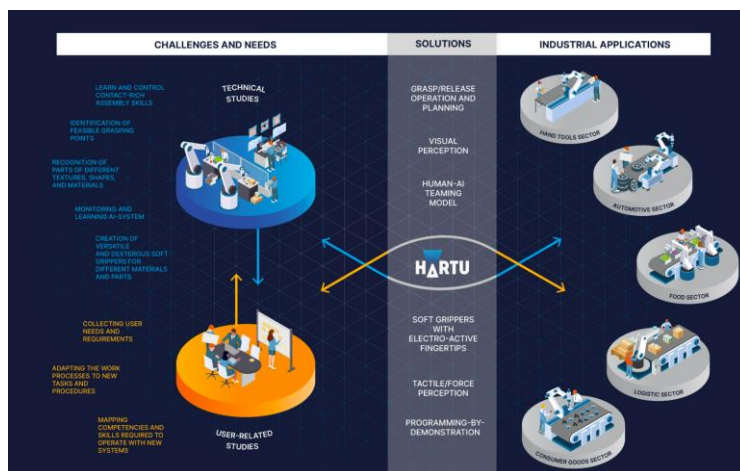 CHALLENGES AND NEEDS
SOLUTIONS
INDUSTRIAL APPLICATIONS
LEARN AND CONTROL
CONTACT-RICH
ASSEMBLY SKILLS
IDENTIFICATION OF
FEASIBLE GRASPING
POINTS
RECOGNITION OF
PARTS OF DIFFERENT
TEXTURES, SHAPES,
AND MATERIALS
MONITORING AND
LEARNING AI-SYSTEM
CREATION OF
VERSATILE
AND DEXTEROUS SOFT
GRIPPERS FOR
DIFFERENT MATERIALS
AND PARTS
TECHNICAL
STUDIES
COLLECTING USER
NEEDS AND
REQUIREMENTS
ADAPTING THE WORK
PROCESSES TO NEW
TASKS AND
PROCEDURES
MAPPING
COMPETENCIES AND
SKILLS REQUIRED TO
OPERATE WITH NEW
SYSTEMS
USER-RELATED
STUDIES
GRASP/RELEASE
OPERATION AND
PLANNING
VISUAL
PERCEPTION
HUMAN-AI
TEAMING
MODEL
HARTU
SOFT GRIPPERS
WITH
ELECTRO-ACTIVE
FINGERTIPS
TACTILE/FORCE
PERCEPTION
PROGRAMMING-BY-
DEMONSTRATION
HAND TOOLS SECTOR
AUTOMOTIVE SECTOR
FOOD SECTOR
LOGISTIC SECTOR
CONSUMER GOODS SECTOR